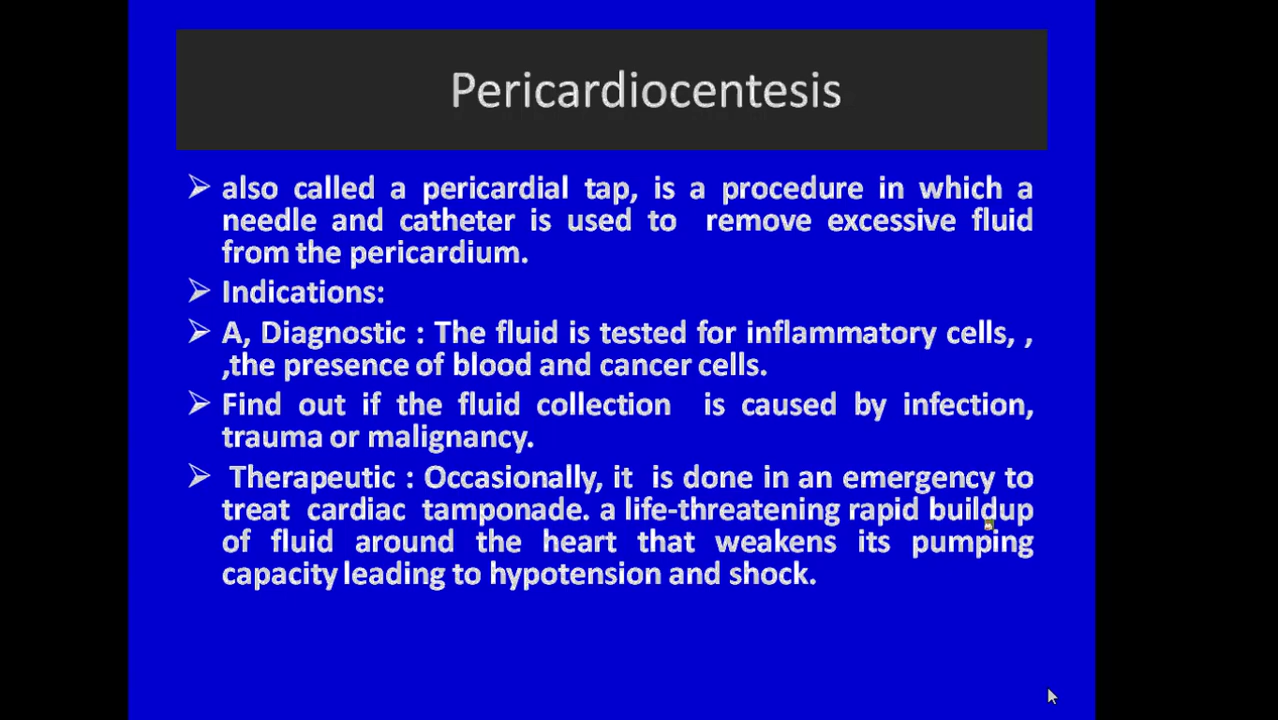 Pericardiocentesis
➢ also called a pericardial tap, is a procedure in which a
needle and catheter is used to remove excessive fluid
from the pericardium.
➢ Indications:
➢ A, Diagnostic : The fluid is tested for inflammatory cells, ,
,the presence of blood and cancer cells.
➢ Find out if the fluid collection is caused by infection,
trauma or malignancy.
➢ Therapeutic : Occasionally, it is done in an emergency to
treat cardiac tamponade. a life-threatening rapid buildup
of fluid around the heart that weakens its pumping
capacity leading to hypotension and shock.